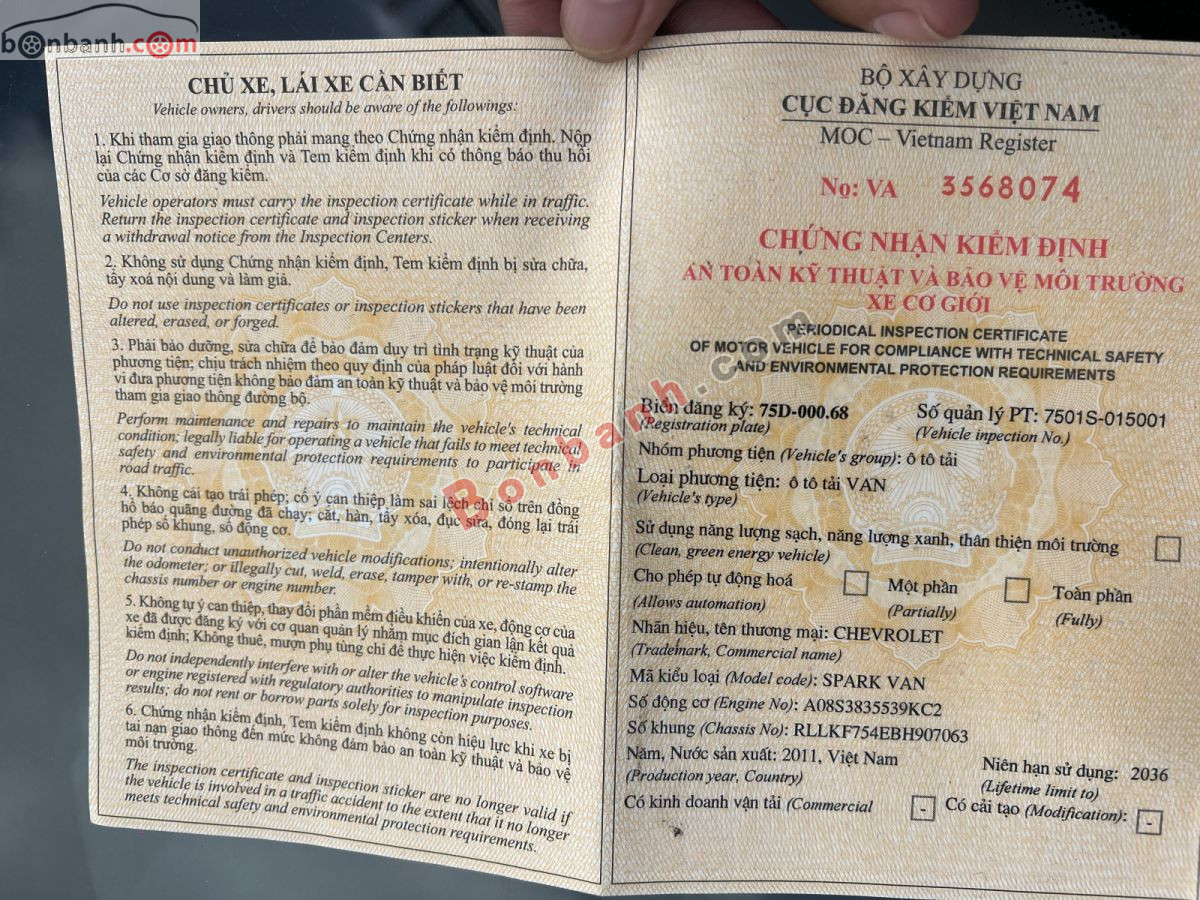 bonbanh.com
CHỦ XE, LÁI XE CẦN BIẾT
Vehicle owners, drivers should be aware of the followings:
1. Khi tham gia giao thông phải mang theo Chứng nhận kiểm định. Nộp
lại Chứng nhận kiểm định và Tem kiểm định khi có thông báo thu hồi
của các Cơ sở đăng kiểm.
Vehicle operators must carry the inspection certificate while in traffic.
Return the inspection certificate and inspection sticker when receiving
a withdrawal notice from the Inspection Centers.
2. Không sử dụng Chứng nhận kiểm định, Tem kiểm định bị sửa chữa,
tẩy xoá nội dung và làm giả.
Do not use inspection certificates or inspection stickers that have been
altered, erased, or forged.
3. Phải bảo dưỡng, sửa chữa để bảo đảm duy trì tình trạng kỹ thuật của
phương tiện; chịu trách nhiệm theo quy định của pháp luật đối với hành
vi đưa phương tiện không bảo đảm an toàn kỹ thuật và bảo vệ môi trường
tham gia giao thông đường bộ.
Perform maintenance and repairs to maintain the vehicle's technical
condition; legally liable for operating a vehicle that fails to meet technical
safety and environmental protection requirements to participate in
road traffic.
4. Không cải tạo trái phép; cố ý can thiệp làm sai lệch chỉ số trên đồng
hồ báo quãng đường đã chạy; cắt, hàn, tẩy xóa, đục sửa, đóng lại trái
phép số khung, số động cơ.
Do not conduct unauthorized vehicle modifications; intentionally alter
the odometer; or illegally cut, weld, erase, tamper with, or re-stamp the
chassis number or engine number.
5. Không tự ý can thiệp, thay đổi phần mềm điều khiển của xe, động cơ của
xe đã được đăng ký với cơ quan quản lý nhằm mục đích gian lận kết quả
kiểm định; Không thuê, mượn phụ tùng chỉ để thực hiện việc kiểm định.
Do not independently interfere with or alter the vehicle's control software
or engine registered with regulatory authorities to manipulate inspection
results; do not rent or borrow parts solely for inspection purposes.
6. Chứng nhận kiểm định, Tem kiểm định không còn hiệu lực khi xe bị
tai nạn giao thông đến mức không đảm bảo an toàn kỹ thuật và bảo vệ
môi trường.
The inspection certificate and inspection sticker are no longer valid if
the vehicle is involved in a traffic accident to the extent that it no longer
meets technical safety and environmental protection requirements.
BỘ XÂY DỰNG
CỤC ĐĂNG KIỂM VIỆT NAM
MOC – Vietnam Register
No: VA 3568074
CHỨNG NHẬN KIỂM ĐỊNH
AN TOÀN KỸ THUẬT VÀ BẢO VỆ MÔI TRƯỜNG
XE CƠ GIỚI
PERIODICAL INSPECTION CERTIFICATE
OF MOTOR VEHICLE FOR COMPLIANCE WITH TECHNICAL SAFETY
AND ENVIRONMENTAL PROTECTION REQUIREMENTS
Biển đăng ký: 75D-000.68 Số quản lý PT: 7501S-015001
(Registration plate) (Vehicle inspection No.)
Nhóm phương tiện (Vehicle's group): ô tô tải
Loại phương tiện: ô tô tải VAN
(Vehicle's type)
Sử dụng năng lượng sạch, năng lượng xanh, thân thiện môi trường
(Clean, green energy vehicle)
Cho phép tự động hoá Một phần Toàn phần
(Allows automation) (Partially) (Fully)
Nhãn hiệu, tên thương mại: CHEVROLET
(Trademark, Commercial name)
Mã kiểu loại (Model code): SPARK VAN
Số động cơ (Engine No): A08S3835539KC2
Số khung (Chassis No): RLLKF754EBH907063
Năm, Nước sản xuất: 2011, Việt Nam Niên hạn sử dụng: 2036
(Production year, Country) (Lifetime limit to)
Có kinh doanh vận tải (Commercial - Có cải tạo (Modification): -
Bonbanh.com